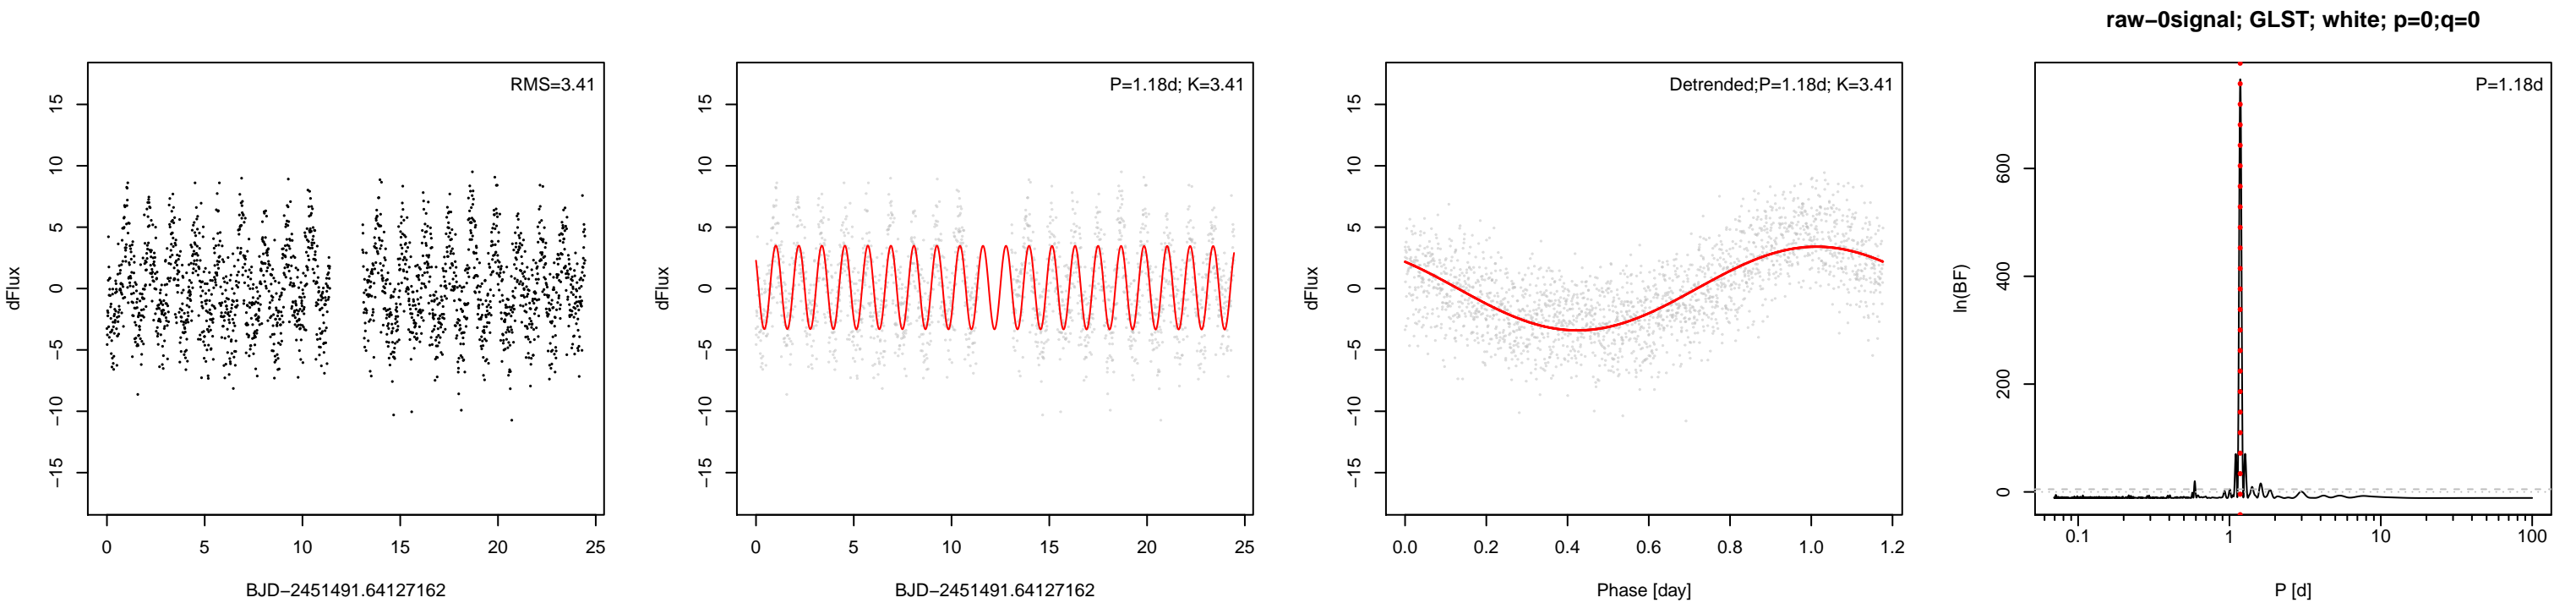 raw−0signal; GLST; white; p=0;q=0
RMS=3.41
dFlux
15
10
5
0
−5
−10
−15
0 5 10 15 20 25
BJD−2451491.64127162
P=1.18d; K=3.41
dFlux
15
10
5
0
−5
−10
−15
0 5 10 15 20 25
BJD−2451491.64127162
Detrended;P=1.18d; K=3.41
dFlux
15
10
5
0
−5
−10
−15
0.0 0.2 0.4 0.6 0.8 1.0 1.2
Phase [day]
P=1.18d
ln(BF)
600
400
200
0
0.1 1 10 100
P [d]